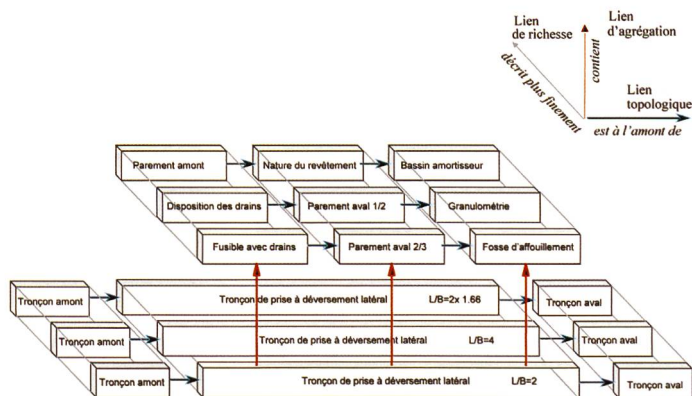 Lien
de richesse
Lien
d'agrégation
décrit plus finement
contient
Lien
topologique
est à l'amont de
Parement amont
Nature du revêtement
Bassin amortisseur
Disposition des drains
Parement aval 1/2
Granulométrie
Fusible avec drains
Parement aval 2/3
Fosse d'affouillement
Tronçon amont
Tronçon de prise à déversement latéral L/B=2x 1.66
Tronçon aval
Tronçon amont
Tronçon de prise à déversement latéral L/B=4
Tronçon aval
Tronçon amont
Tronçon de prise à déversement latéral L/B=2
Tronçon aval